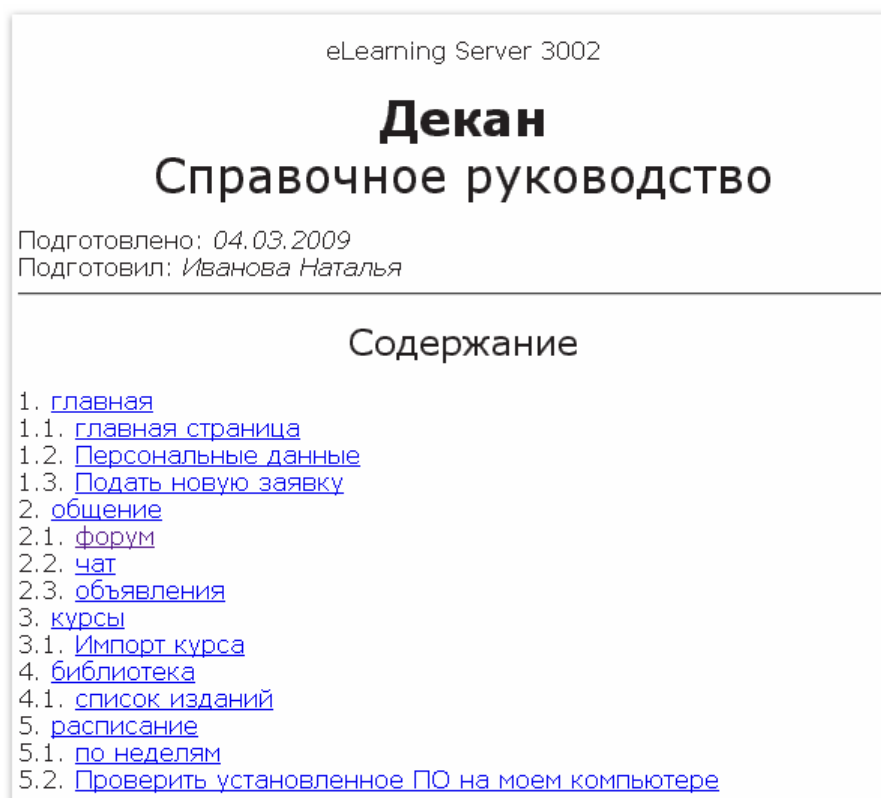 eLearning Server 3002
Декан
Справочное руководство
Подготовлено: 04.03.2009
Подготовил: Иванова Наталья
Содержание
1. главная
1.1. главная страница
1.2. Персональные данные
1.3. Подать новую заявку
2. общение
2.1. форум
2.2. чат
2.3. объявления
3. курсы
3.1. Импорт курса
4. библиотека
4.1. список изданий
5. расписание
5.1. по неделям
5.2. Проверить установленное ПО на моем компьютере